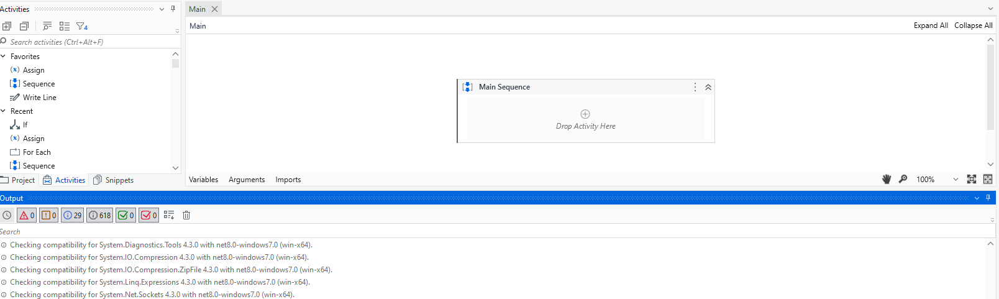 Activities
4
Search activities (Ctrl+Alt+F)
Favorites
(x) Assign
Sequence
Write Line
Recent
If
(x) Assign
For Each
Sequence
Project Activities Snippets
Main
Main
Expand All Collapse All
Main Sequence
Drop Activity Here
Variables Arguments Imports
100%
Output
0 0 29 618 0 0
Search
Checking compatibility for System.Diagnostics.Tools 4.3.0 with net8.0-windows7.0 (win-x64).
Checking compatibility for System.IO.Compression 4.3.0 with net8.0-windows7.0 (win-x64).
Checking compatibility for System.IO.Compression.ZipFile 4.3.0 with net8.0-windows7.0 (win-x64).
Checking compatibility for System.Linq.Expressions 4.3.0 with net8.0-windows7.0 (win-x64).
Checking compatibility for System.Net.Sockets 4.3.0 with net8.0-windows7.0 (win-x64).